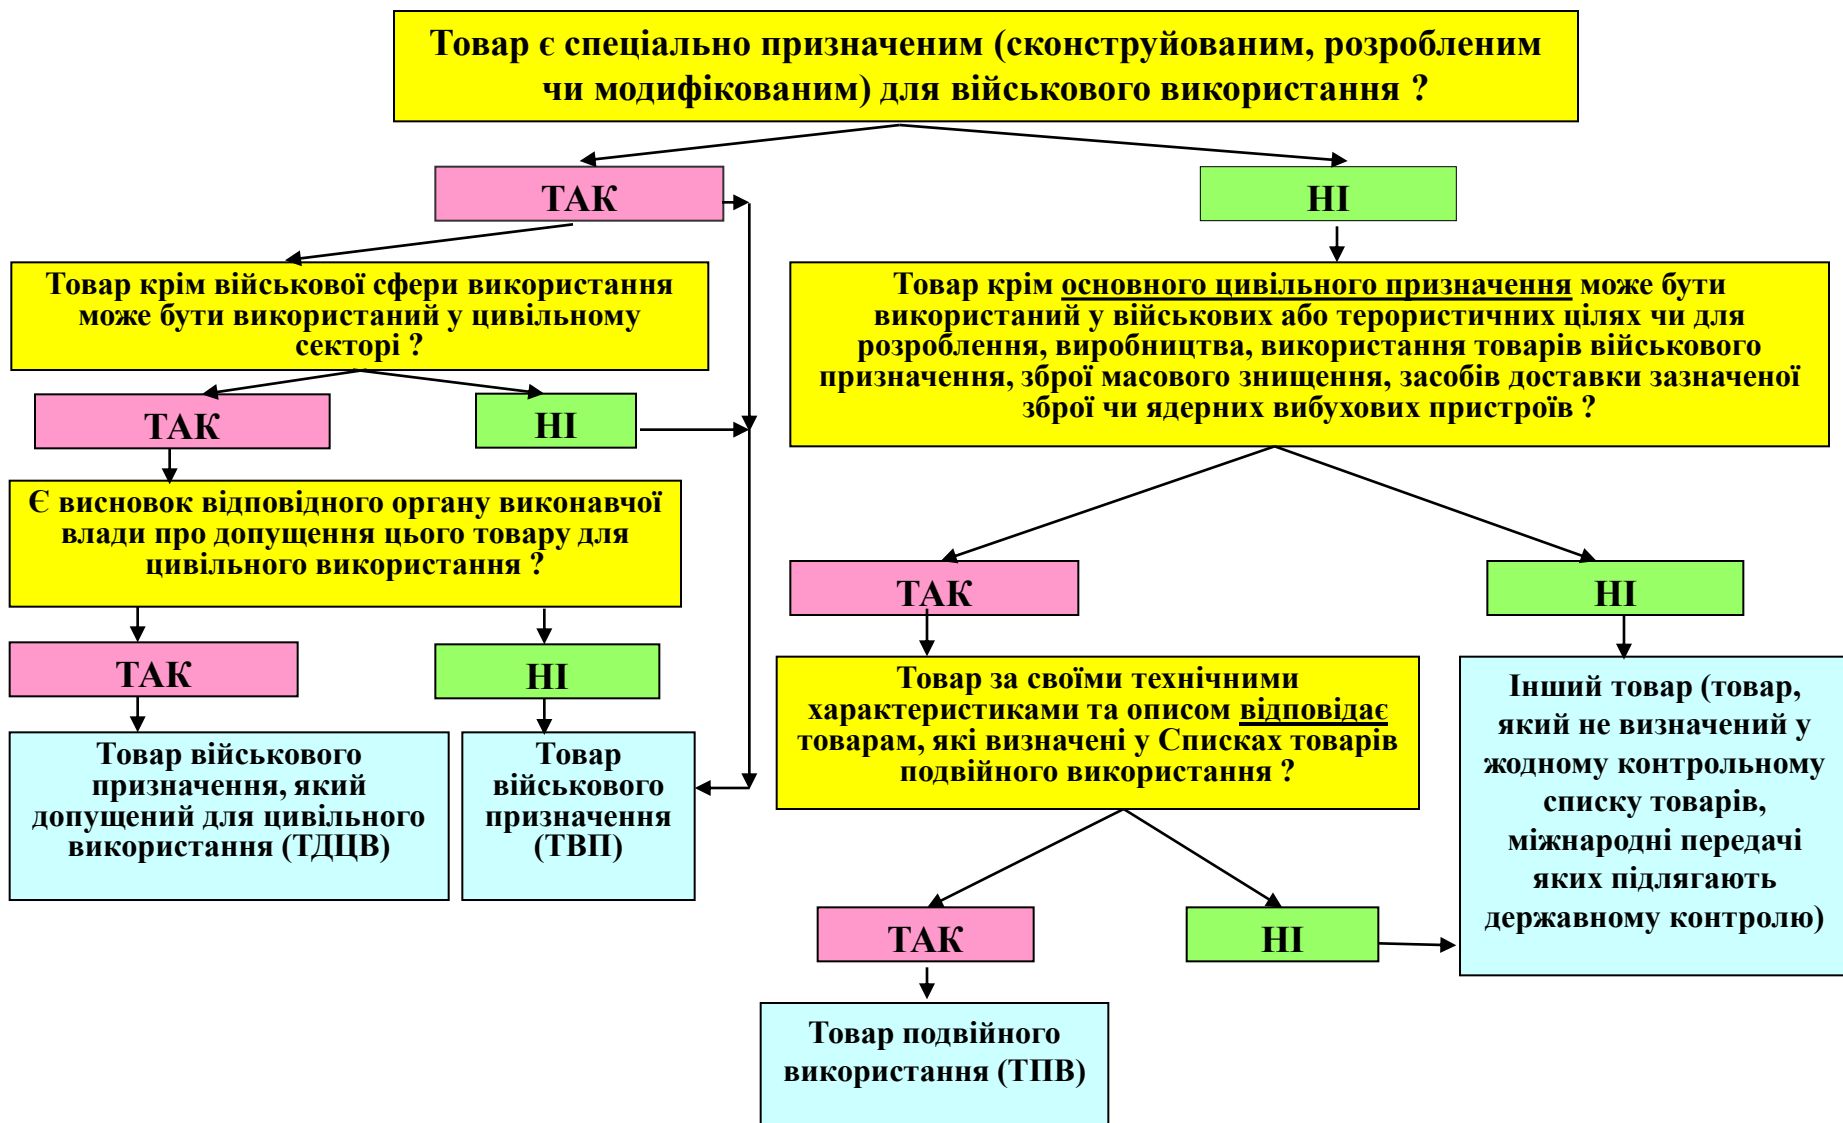 Товар є спеціально призначеним (сконструйованим, розробленим
чи модифікованим) для військового використання ?
ТАК
НІ
Товар крім військової сфери використання
може бути використаний у цивільному
секторі ?
Товар крім основного цивільного призначення може бути
використаний у військових або терористичних цілях чи для
розроблення, виробництва, використання товарів військового
призначення, зброї масового знищення, засобів доставки зазначеної
зброї чи ядерних вибухових пристроїв ?
ТАК
НІ
Є висновок відповідного органу виконавчої
влади про допущення цього товару для
цивільного використання ?
ТАК
НІ
ТАК
НІ
Товар за своїми технічними
характеристиками та описом відповідає
товарам, які визначені у Списках товарів
подвійного використання ?
Інший товар (товар,
який не визначений у
жодному контрольному
списку товарів,
міжнародні передачі
яких підлягають
державному контролю)
Товар військового
призначення, який
допущений для цивільного
використання (ТДЦВ)
Товар
військового
призначення
(ТВП)
ТАК
НІ
Товар подвійного
використання (ТПВ)